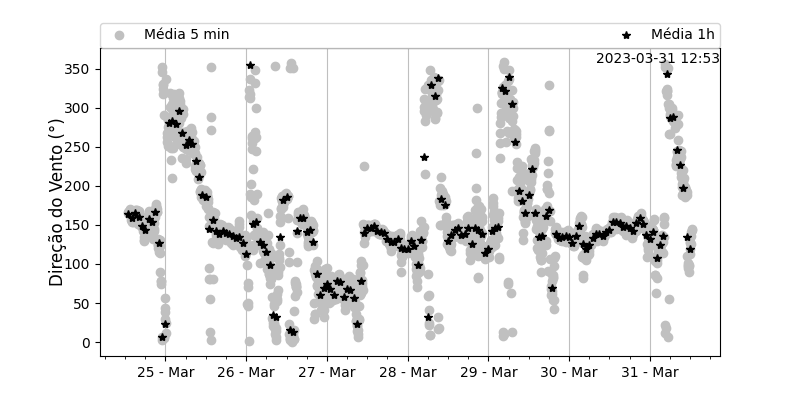 Média 5 min
Média 1h
2023-03-31 12:53
Direção do Vento (°)
350
300
250
200
150
100
50
0
25 - Mar
26 - Mar
27 - Mar
28 - Mar
29 - Mar
30 - Mar
31 - Mar